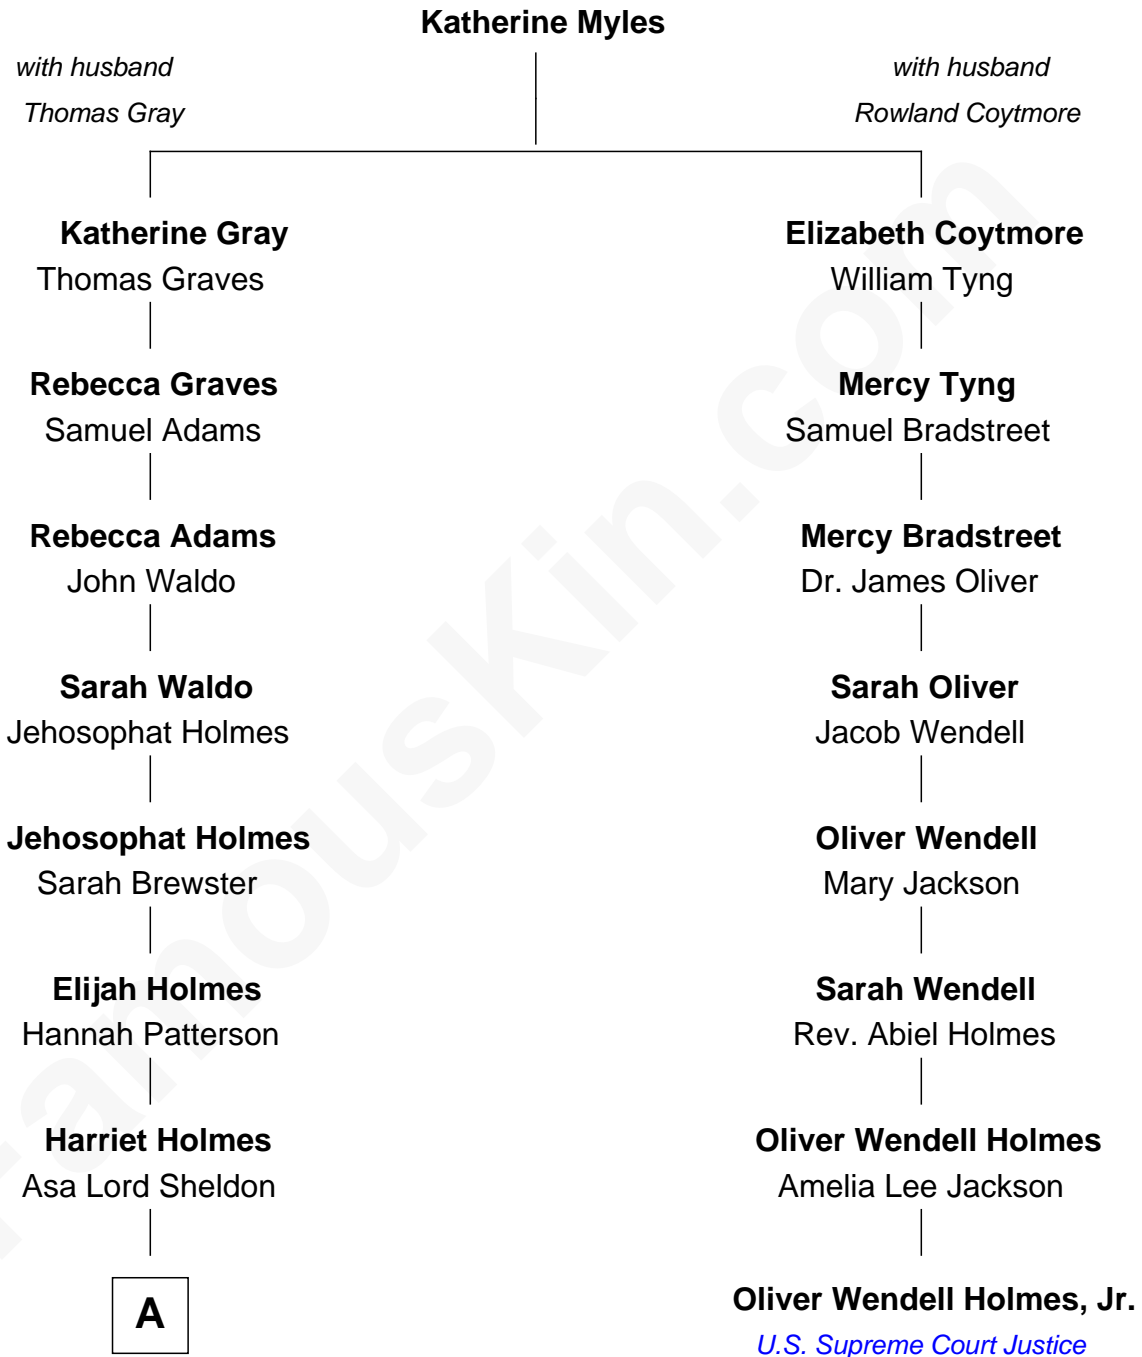 Katherine Myles
with husband
Thomas Gray
with husband
Rowland Coytmore
Katherine Gray
Thomas Graves
Elizabeth Coytmore
William Tyng
Rebecca Graves
Samuel Adams
Mercy Tyng
Samuel Bradstreet
Rebecca Adams
John Waldo
Mercy Bradstreet
Dr. James Oliver
Sarah Waldo
Jehosophat Holmes
Sarah Oliver
Jacob Wendell
Jehosophat Holmes
Sarah Brewster
Oliver Wendell
Mary Jackson
Elijah Holmes
Hannah Patterson
Sarah Wendell
Rev. Abiel Holmes
Harriet Holmes
Asa Lord Sheldon
Oliver Wendell Holmes
Amelia Lee Jackson
A
Oliver Wendell Holmes, Jr.
U.S. Supreme Court Justice
FamousKin.com